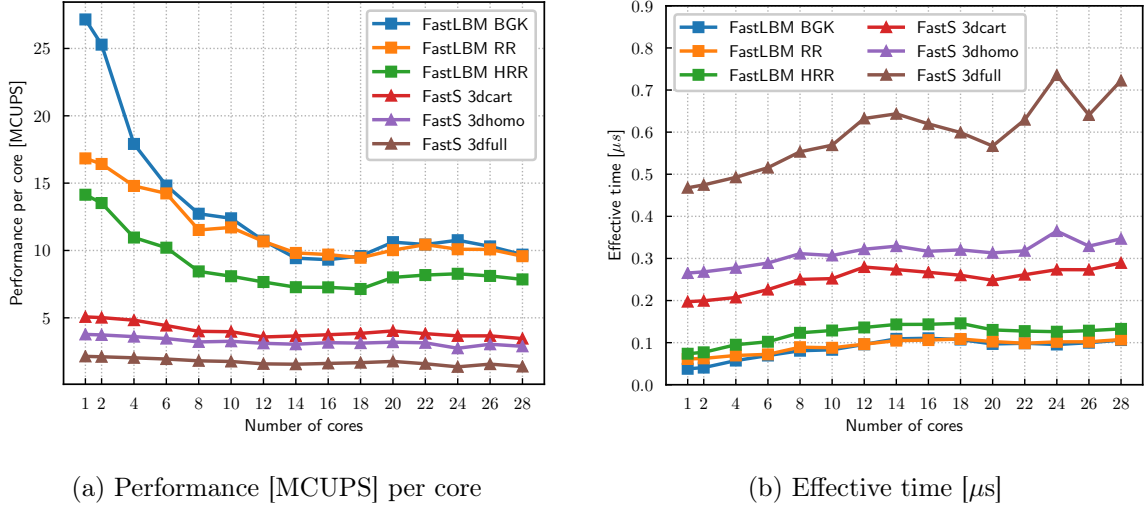 25
20
15
10
5
Performance per core [MCUPS]
FastLBM BGK
FastLBM RR
FastLBM HRR
FastS 3dcart
FastS 3dhomo
FastS 3dfull
1 2 4 6 8 10 12 14 16 18 20 22 24 26 28
Number of cores
(a) Performance [MCUPS] per core
0.9
0.8
0.7
0.6
0.5
0.4
0.3
0.2
0.1
0.0
Effective time [μs]
FastLBM BGK
FastLBM RR
FastLBM HRR
FastS 3dcart
FastS 3dhomo
FastS 3dfull
1 2 4 6 8 10 12 14 16 18 20 22 24 26 28
Number of cores
(b) Effective time [μs]